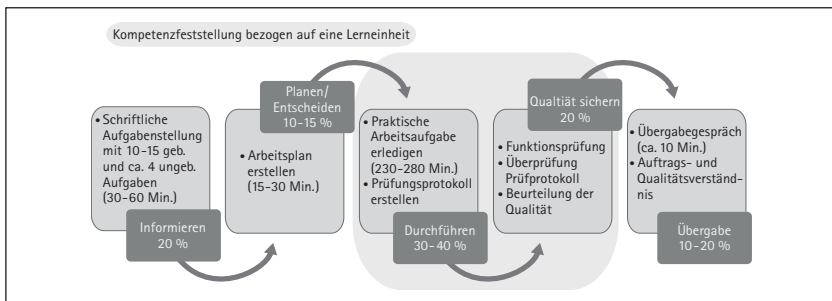 Kompetenzfeststellung bezogen auf eine Lerneinheit
• Schriftliche
Aufgabenstellung
mit 10-15 geb.
und ca. 4 ungeb.
Aufgaben
(30-60 Min.)
Informieren
20 %
Planen/
Entscheiden
10-15 %
• Arbeitsplan
erstellen
(15-30 Min.)
• Praktische
Arbeitsaufgabe
erledigen
(230-280 Min.)
• Prüfungsprotokoll
erstellen
Durchführen
30-40 %
Qualtiät sichern
20 %
• Funktionsprüfung
• Überprüfung
Prüfprotokoll
• Beurteilung der
Qualität
• Übergabegespräch
(ca. 10 Min.)
• Auftrags- und
Qualitätsverständ-
nis
Übergabe
10-20 %